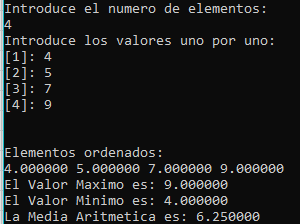 Introduce el numero de elementos:
4
Introduce los valores uno por uno:
[1]: 4
[2]: 5
[3]: 7
[4]: 9
Elementos ordenados:
4.000000 5.000000 7.000000 9.000000
El Valor Maximo es: 9.000000
El Valor Minimo es: 4.000000
La Media Aritmetica es: 6.250000